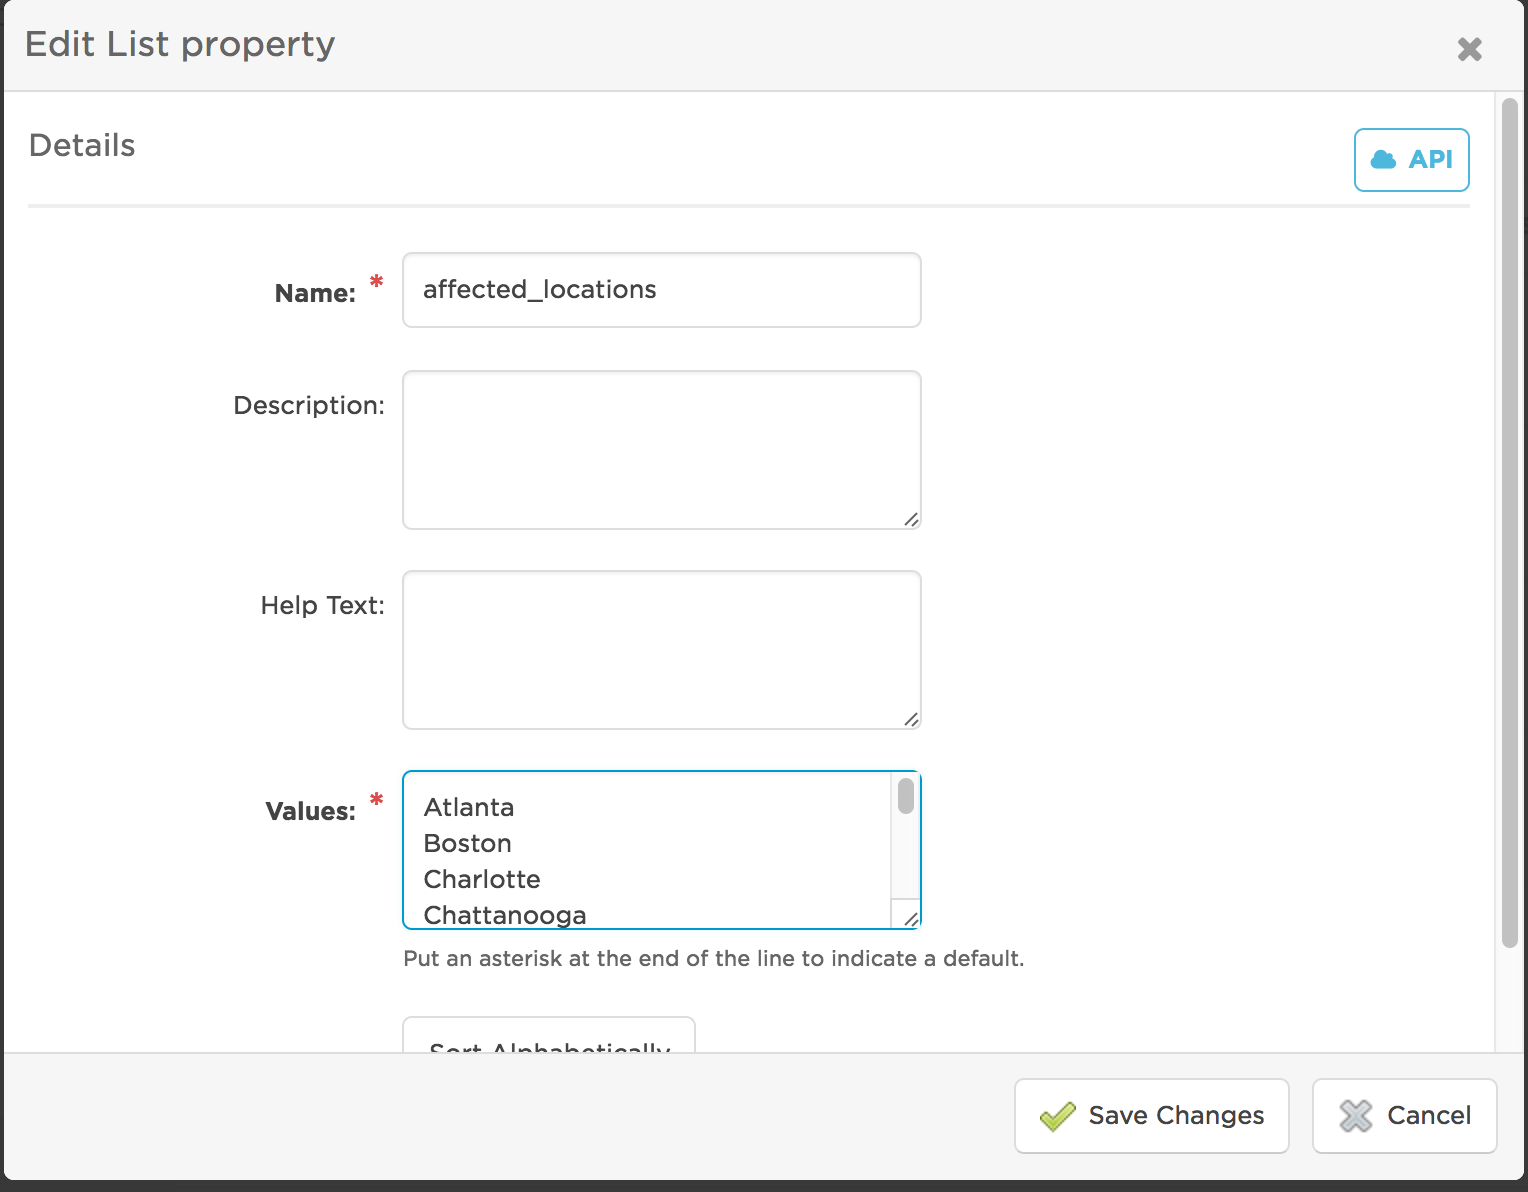 Edit List property
Details
API
Name: *
affected_locations
Description:
Help Text:
Values: *
Atlanta
Boston
Charlotte
Chattanooga
Put an asterisk at the end of the line to indicate a default.
Sort Alphabetically
Save Changes
Cancel